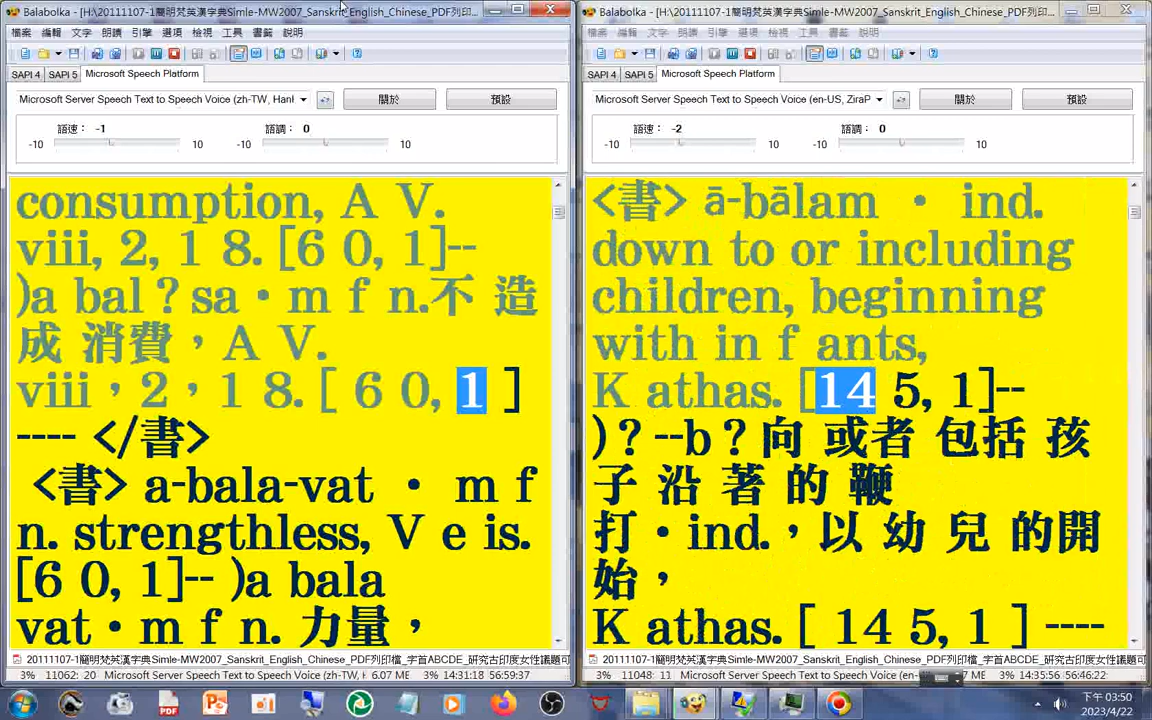 Balabolka - [H:\20111107-1簡明梵英漢字典Simle-MW2007_Sanskrit_English_Chinese_PDF列印...
檔案 編輯 文字 朗讀 引擎 選項 檢視 工具 書籤 說明
SAPI 4 SAPI 5 Microsoft Speech Platform
Microsoft Server Speech Text to Speech Voice (zh-TW, HanI 關於 預設
語速： -1 語調： 0
-10 10 -10 10
consumption, A V.
viii, 2, 1 8. [6 0, 1]--
)a bal？sa・m f n.不 造
成 消費，A V.
viii，2，1 8. [ 6 0, 1 ]
---- </書>
<書> a-bala-vat ・ m f
n. strengthless, V e is.
[6 0, 1]-- )a bala
vat・m f n. 力量，
20111107-1簡明梵英漢字典Simle-MW2007_Sanskrit_English_Chinese_PDF列印檔_字首ABCDE_研究古印度女性議題可
3% 11062: 20 Microsoft Server Speech Text to Speech Voice (zh-TW, H 6.07 ME 3% 14:31:18 56:59:37
Balabolka - [H:\20111107-1簡明梵英漢字典Simle-MW2007_Sanskrit_English_Chinese_PDF列印...
檔案 編輯 文字 朗讀 引擎 選項 檢視 工具 書籤 說明
SAPI 4 SAPI 5 Microsoft Speech Platform
Microsoft Server Speech Text to Speech Voice (en-US, ZiraP 關於 預設
語速： -2 語調： 0
-10 10 -10 10
<書> ā-bālam ・ ind.
down to or including
children, beginning
with in f ants,
K athas. [14 5, 1]--
)？--b？向 或者 包括 孩
子 沿 著 的 鞭
打・ind.，以 幼 兒 的開
始，
K athas. [ 14 5, 1 ] ----
20111107-1簡明梵英漢字典Simle-MW2007_Sanskrit_English_Chinese_PDF列印檔_字首ABCDE_研究古印度女性議題可
3% 11048: 11 Microsoft Server Speech Text to Speech Voice 6.07 ME 3% 14:35:56 56:46:22
下午 03:50
2023/4/22